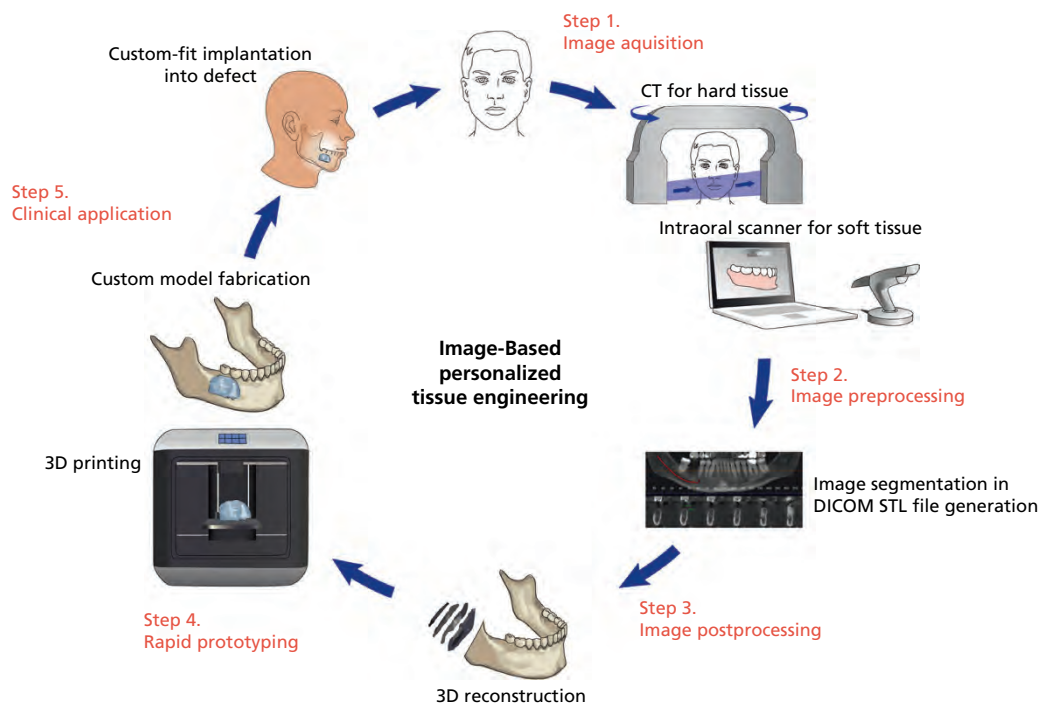 Step 1.
Image aquisition
CT for hard tissue
Intraoral scanner for soft tissue
Step 2.
Image preprocessing
Image segmentation in
DICOM STL file generation
Step 3.
Image postprocessing
3D reconstruction
Step 4.
Rapid prototyping
3D printing
Custom model fabrication
Step 5.
Clinical application
Custom-fit implantation
into defect
Image-Based
personalized
tissue engineering